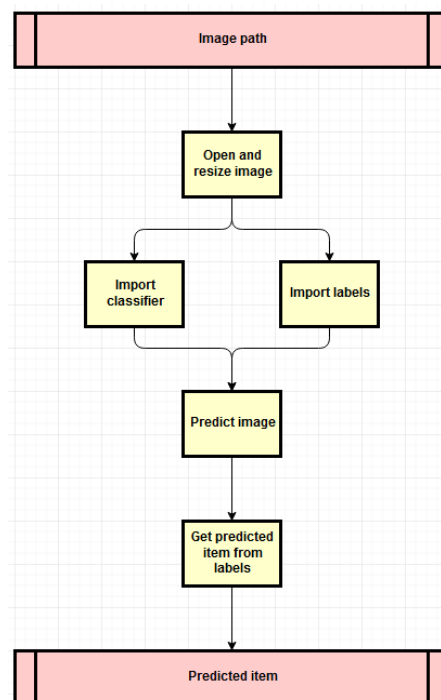 Image path
Open and
resize image
Import
classifier
Import labels
Predict image
Get predicted
item from
labels
Predicted item